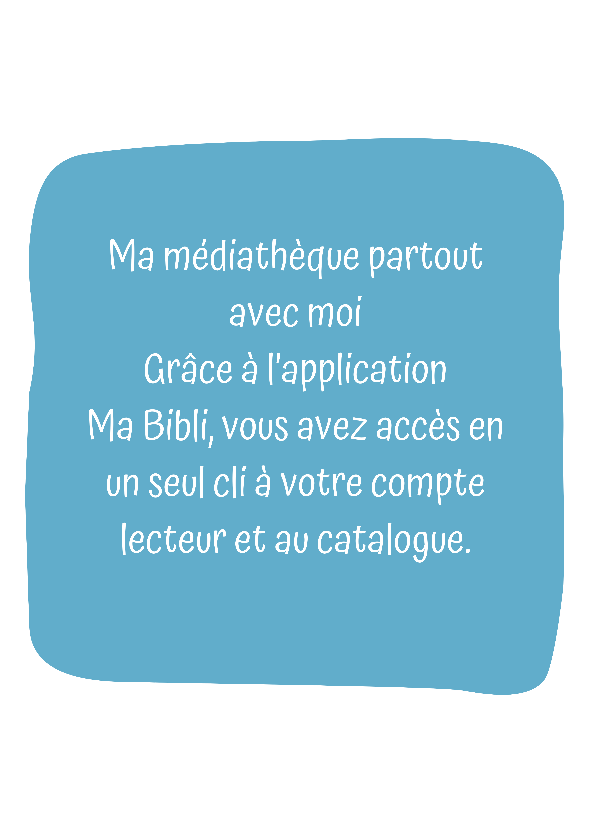 Ma médiathèque partout
avec moi
Grâce à l'application
Ma Bibli, vous avez accès en
un seul cli à votre compte
lecteur et au catalogue.